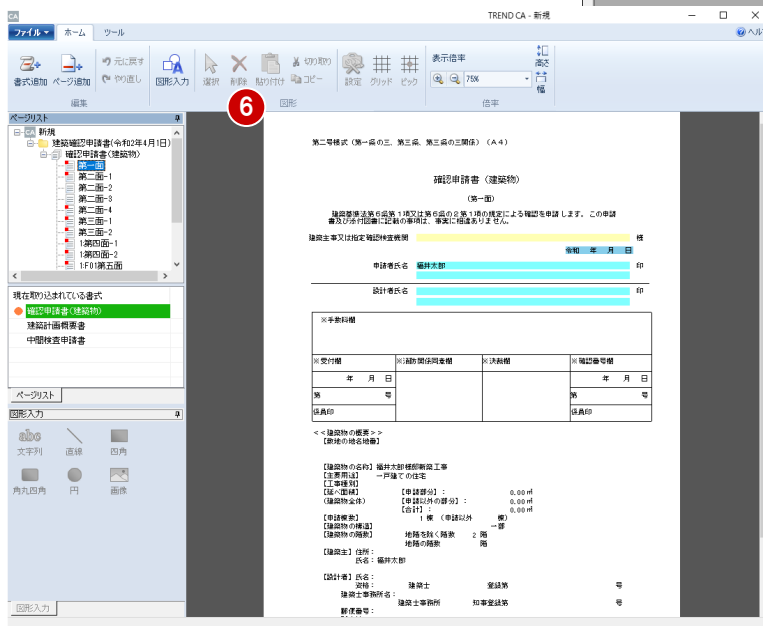 CA
TREND CA - 新規
ファイル ホーム ツール
ヘル
書式追加 ページ追加 元に戻す やり直し 図形入力 選択 削除 貼り付け 切り取り コピー 設定 グリッド ピック 表示倍率 75% 高さ 幅
編集 図形 倍率
6
ページリスト
CA 新規
建築確認申請書(令和2年4月1日)
確認申請書(建築物)
第一面
第二面-1
第二面-2
第二面-3
第二面-4
第三面-1
第三面-2
1:第四面-1
1:第四面-2
1:F01第五面
現在取り込まれている書式
確認申請書(建築物)
建築計画概要書
中間検査申請書
ページリスト
図形入力
abc
文字列 直線 四角
角丸四角 円 画像
図形入力
第二号様式(第一条の三、第三条、第三条の三関係)(A4)
確認申請書(建築物)
(第一面)
建築基準法第6条第1項又は第6条の2第1項の規定による確認を申請します。この申請
書及び添付図書に記載の事項は、事実に相違ありません。
建築主事又は指定確認検査機関 様
令和 年 月 日
申請者氏名 福井太郎 印
設計者氏名 印
※手数料欄
※受付欄 ※消防関係同意欄 ※決裁欄 ※確認番号欄
年 月 日 年 月 日
第 号 第 号
係員印 係員印
<<建築物の概要>>
【敷地の地名地番】
【建築物の名称】福井太郎様邸新築工事
【主要用途】 一戸建ての住宅
【工事種別】
【延べ面積】 【申請部分】: 0.00㎡
(建築物全体) 【申請以外の部分】: 0.00㎡
【合計】: 0.00㎡
【申請棟数】 1 棟 (申請以外 棟)
【建築物の構造】 一部
【建築物の階数】 地階を除く階数 2 階
地階の階数 階
【建築主】住所:
氏名:福井太郎
【設計者】氏名:
資格: 建築士 登録第 号
建築士事務所名:
建築士事務所 知事登録第 号
郵便番号: